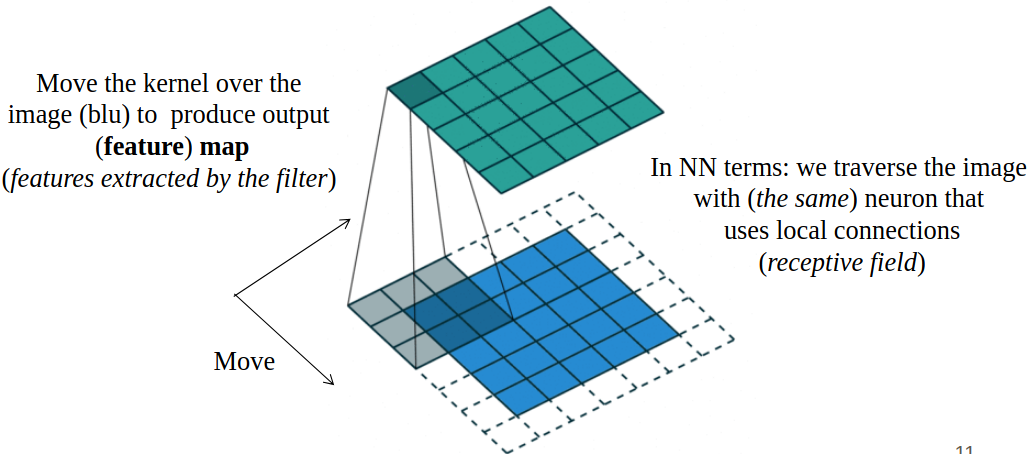 Move the kernel over the
image (blu) to produce output
(feature) map
(features extracted by the filter)
In NN terms: we traverse the image
with (the same) neuron that
uses local connections
(receptive field)
Move
11